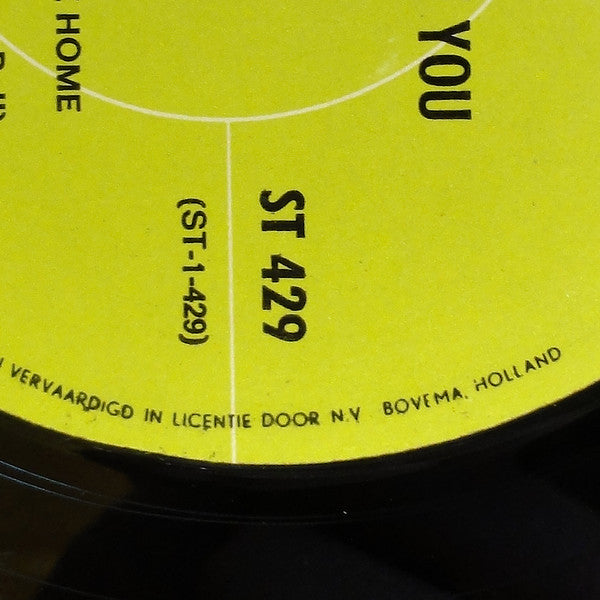 YOU
HOME
ST 429
(ST-1-429)
VERVAARDIGD IN LICENTIE DOOR N.V BOVEMA, HOLLAND